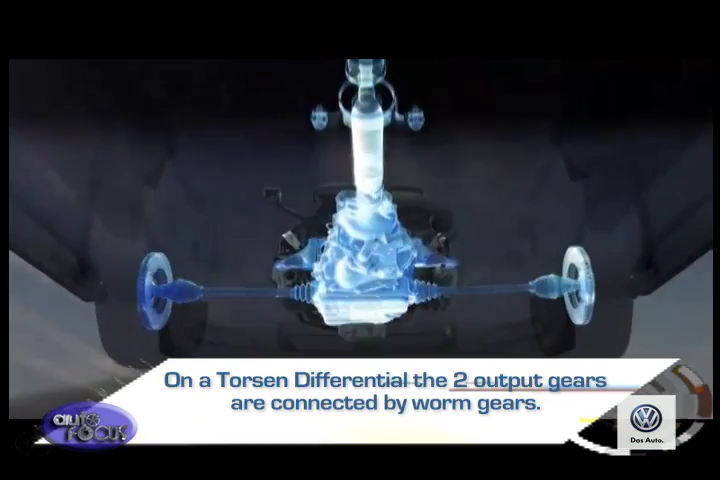 On a Torsen Differential the 2 output gears
are connected by worm gears.
auto
FOCUS
Das Auto.